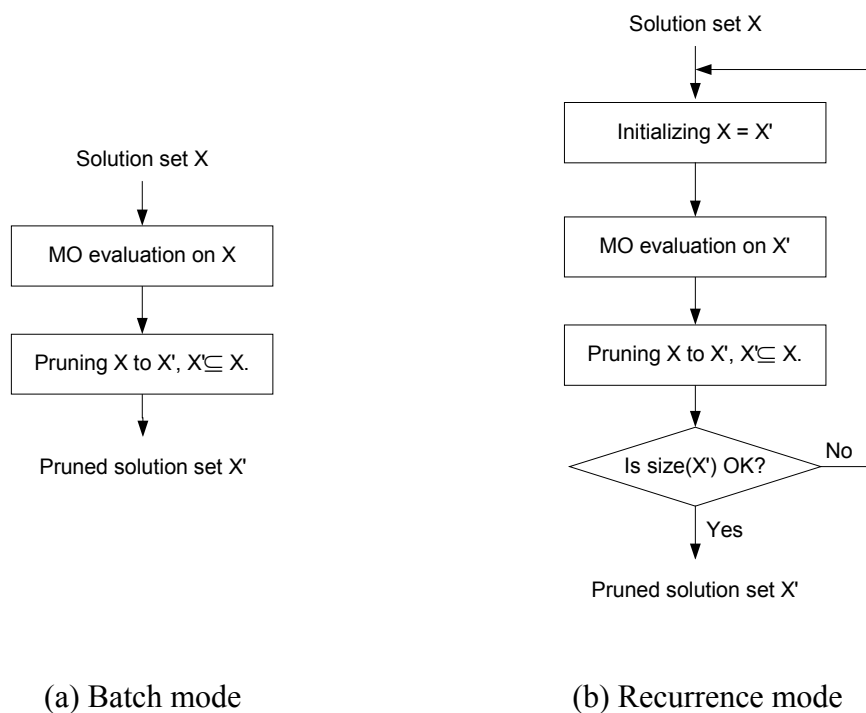 Solution set X
MO evaluation on X
Pruning X to X', X'⊆ X.
Pruned solution set X'
(a) Batch mode
Solution set X
Initializing X = X'
MO evaluation on X'
Pruning X to X', X'⊆ X.
Is size(X') OK?
No
Yes
Pruned solution set X'
(b) Recurrence mode